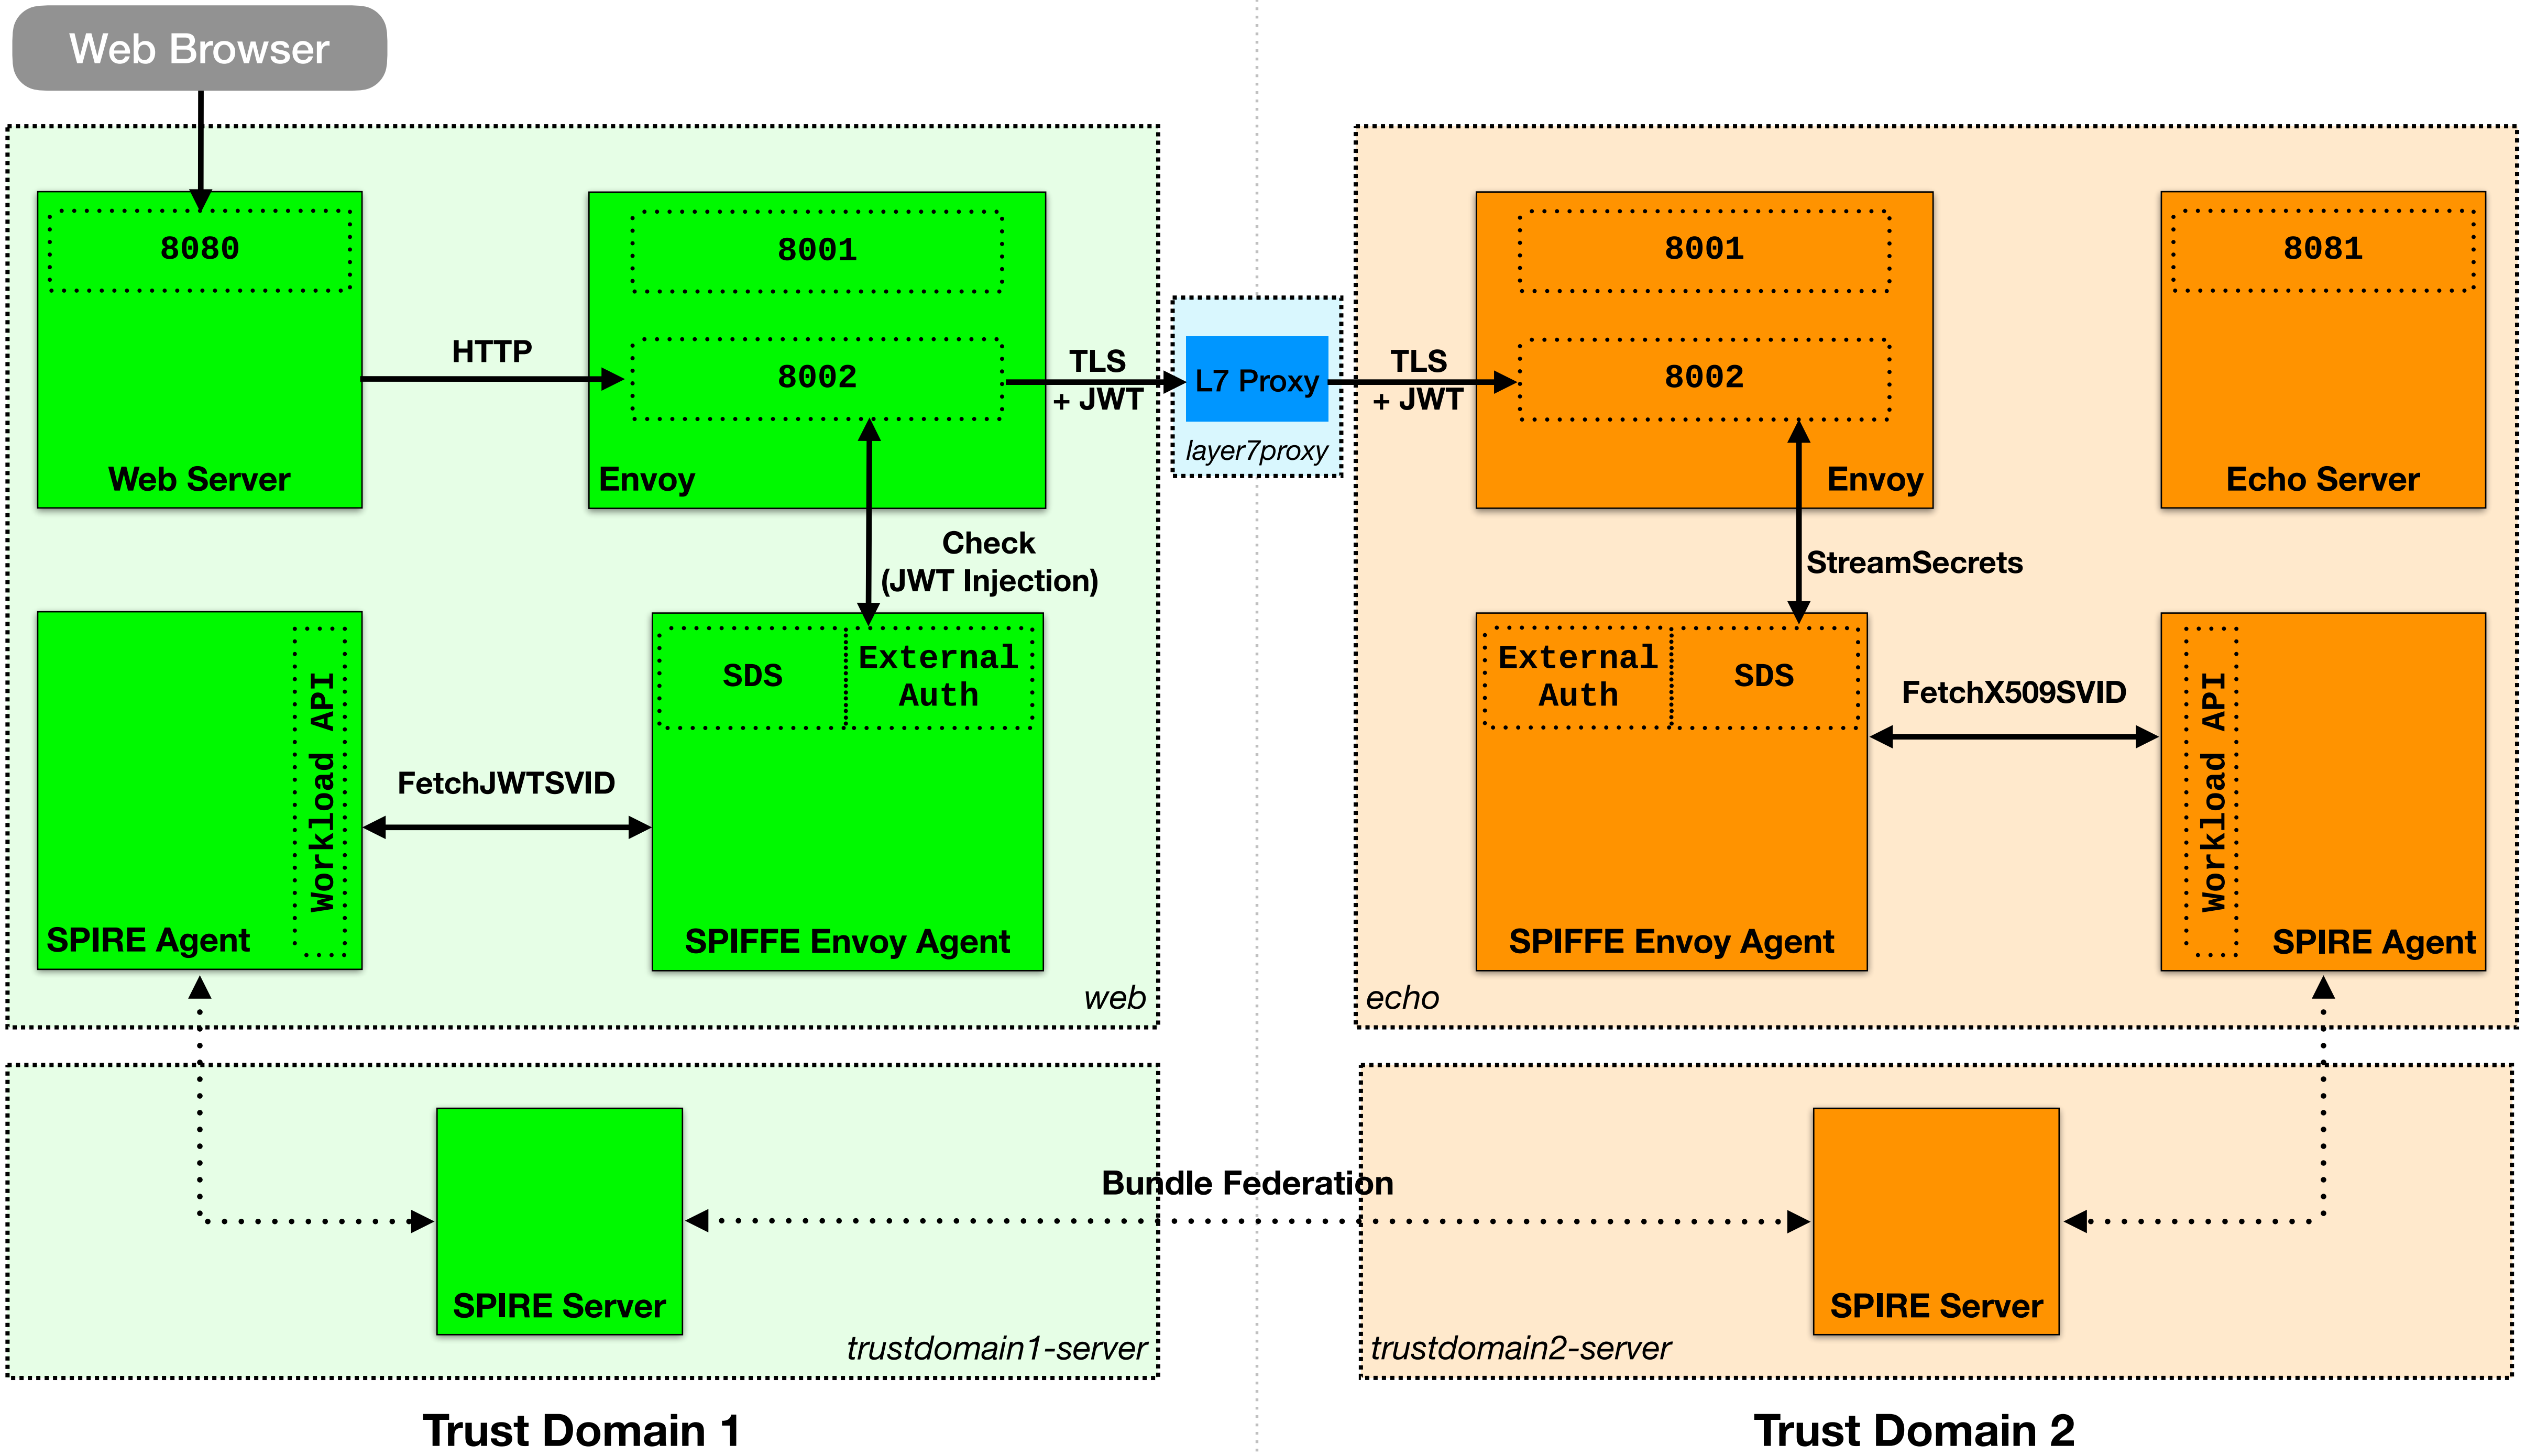 Web Browser
8080
Web Server
HTTP
8001
8002
Envoy
TLS
+ JWT
L7 Proxy
layer7proxy
TLS
+ JWT
8001
8002
Envoy
8081
Echo Server
Check
(JWT Injection)
StreamSecrets
Workload API
SPIRE Agent
FetchJWTSVID
SDS
External
Auth
SPIFFE Envoy Agent
web
External
Auth
SDS
SPIFFE Envoy Agent
FetchX509SVID
Workload API
SPIRE Agent
echo
SPIRE Server
trustdomain1-server
Bundle Federation
SPIRE Server
trustdomain2-server
Trust Domain 1
Trust Domain 2